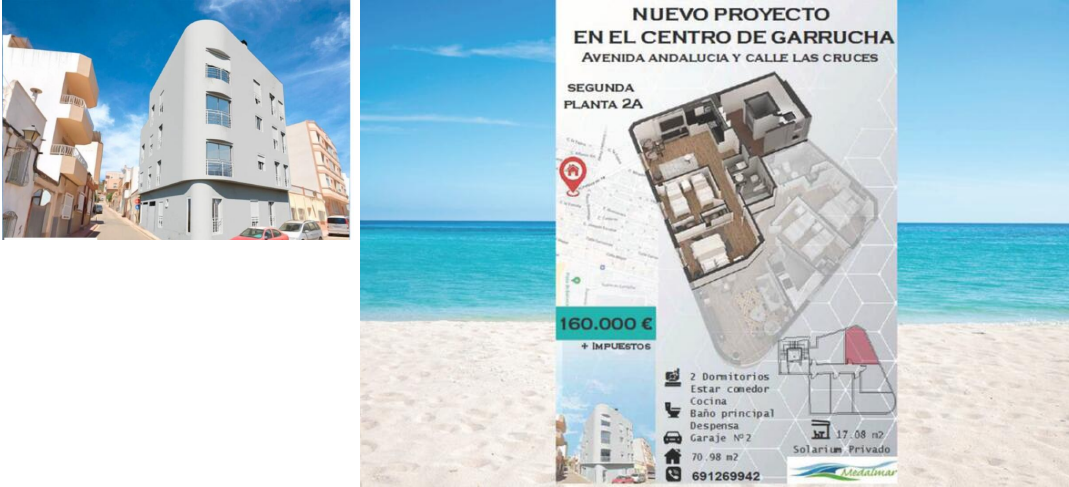 NUEVO PROYECTO
EN EL CENTRO DE GARRUCHA
AVENIDA ANDALUCIA Y CALLE LAS CRUCES
SEGUNDA
PLANTA 2A
160.000 €
+ IMPUESTOS
2 Dormitorios
Estar comedor
Cocina
Baño principal
Despensa
Garaje Nº2
70.98 m2
691269942
17.08 m2
Solarium Privado
Medalmar